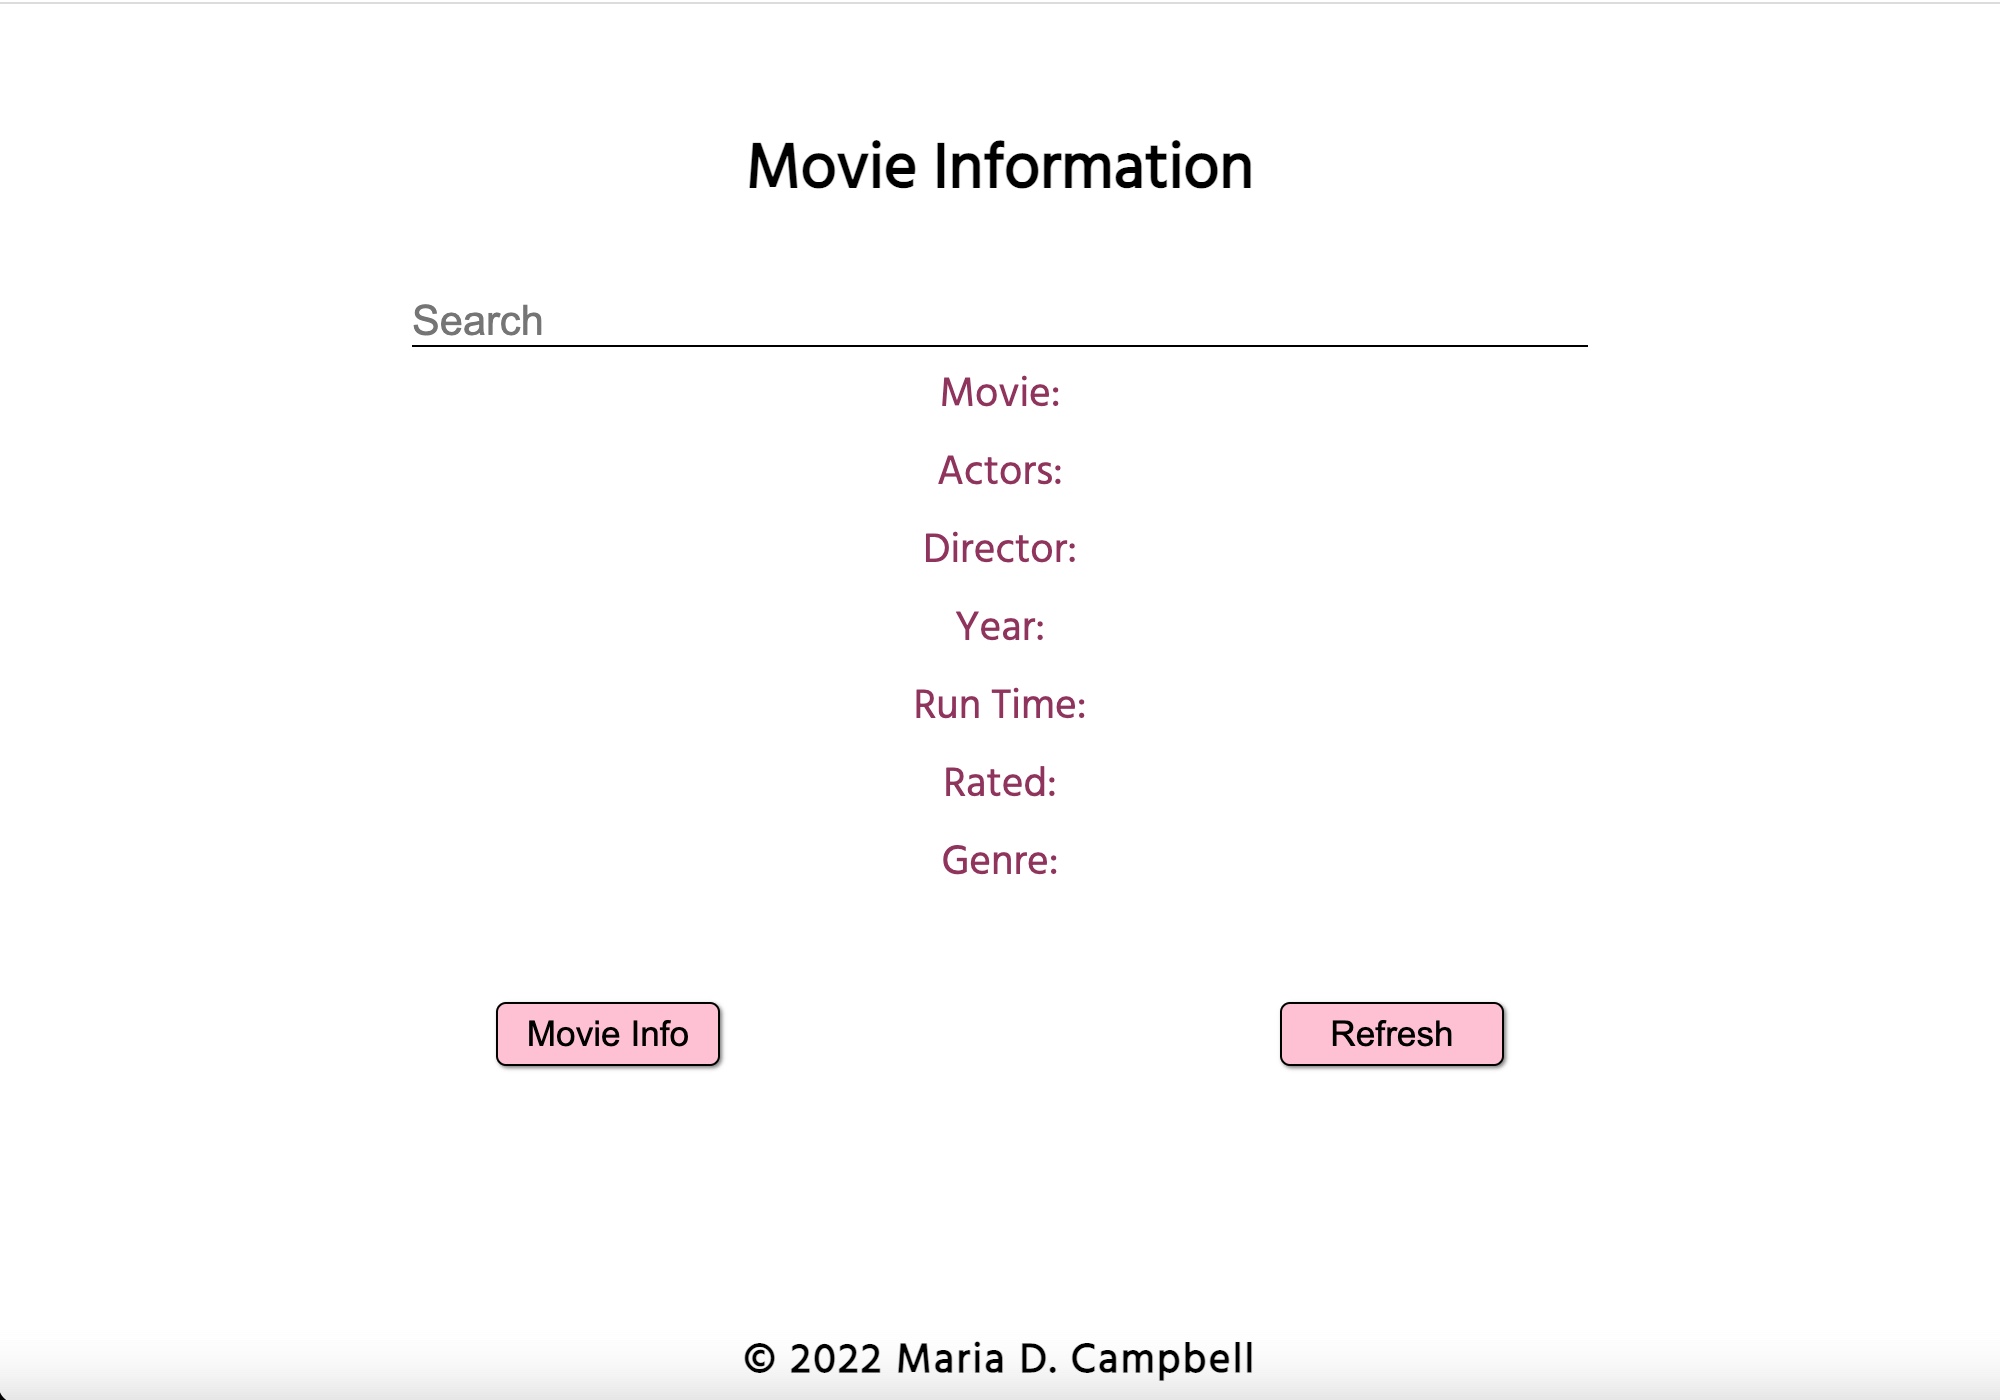 Movie Information
Search
Movie:
Actors:
Director:
Year:
Run Time:
Rated:
Genre:
Movie Info
Refresh
© 2022 Maria D. Campbell